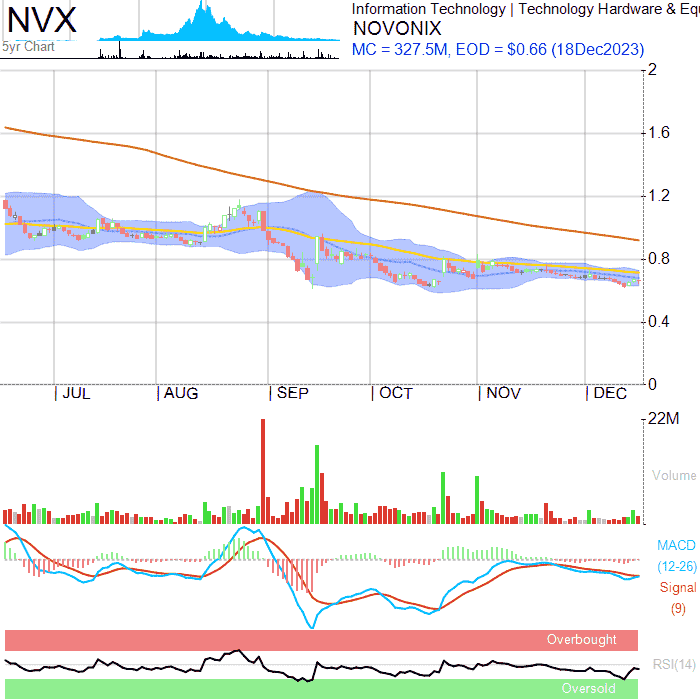 NVX
5yr Chart
Information Technology | Technology Hardware & Equ
NOVONIX
MC = 327.5M, EOD = $0.66 (18Dec2023)
2
1.6
1.2
0.8
0.4
0
| JUL | AUG | SEP | OCT | NOV | DEC
22M
Volume
MACD
(12-26)
Signal
(9)
Overbought
RSI(14)
Oversold